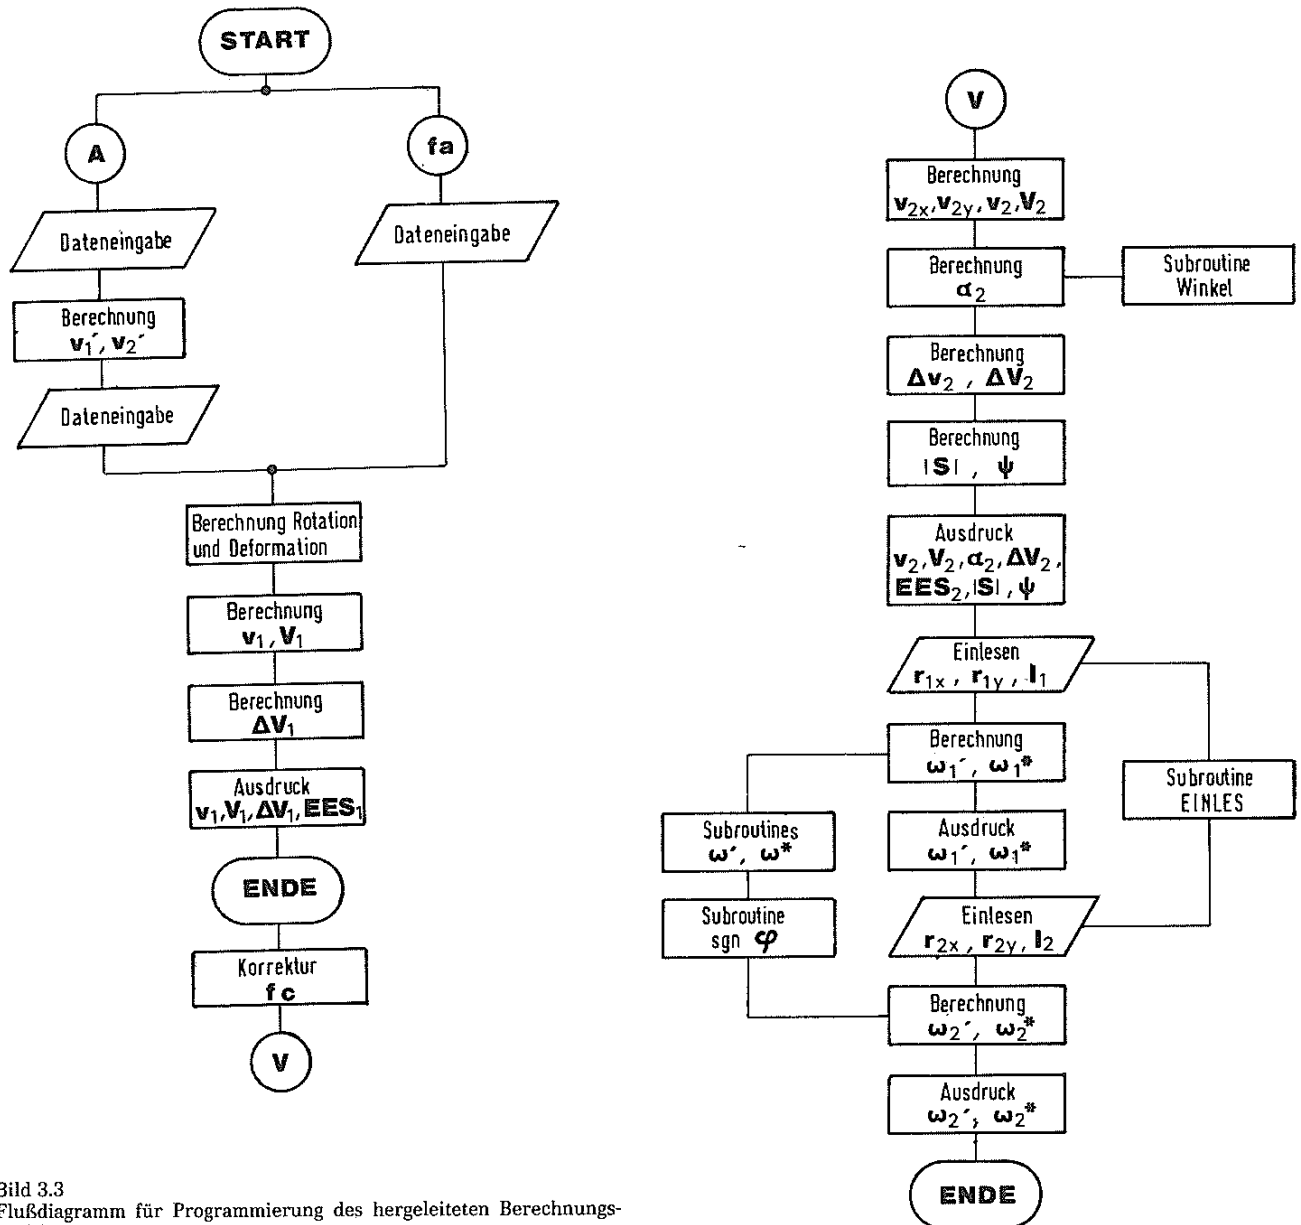 START
A
fa
Dateneingabe
Dateneingabe
Berechnung
v₁´, v₂´
Dateneingabe
Berechnung Rotation
und Deformation
Berechnung
v₁, V₁
Berechnung
ΔV₁
Ausdruck
v₁, V₁, ΔV₁, EES₁
ENDE
Korrektur
fc
V
V
Berechnung
v₂ₓ, v₂y, v₂, V₂
Berechnung
α₂
Subroutine
Winkel
Berechnung
Δv₂, ΔV₂
Berechnung
|S|, ψ
Ausdruck
v₂, V₂, α₂, ΔV₂,
EES₂, |S|, ψ
Einlesen
r₁ₓ, r₁y, I₁
Berechnung
ω₁´, ω₁*
Subroutine
EINLES
Subroutines
ω´, ω*
Ausdruck
ω₁´, ω₁*
Subroutine
sgn φ
Einlesen
r₂ₓ, r₂y, I₂
Berechnung
ω₂´, ω₂*
Ausdruck
ω₂´, ω₂*
ENDE
Bild 3.3
Flußdiagramm für Programmierung des hergeleiteten Berechnungs-